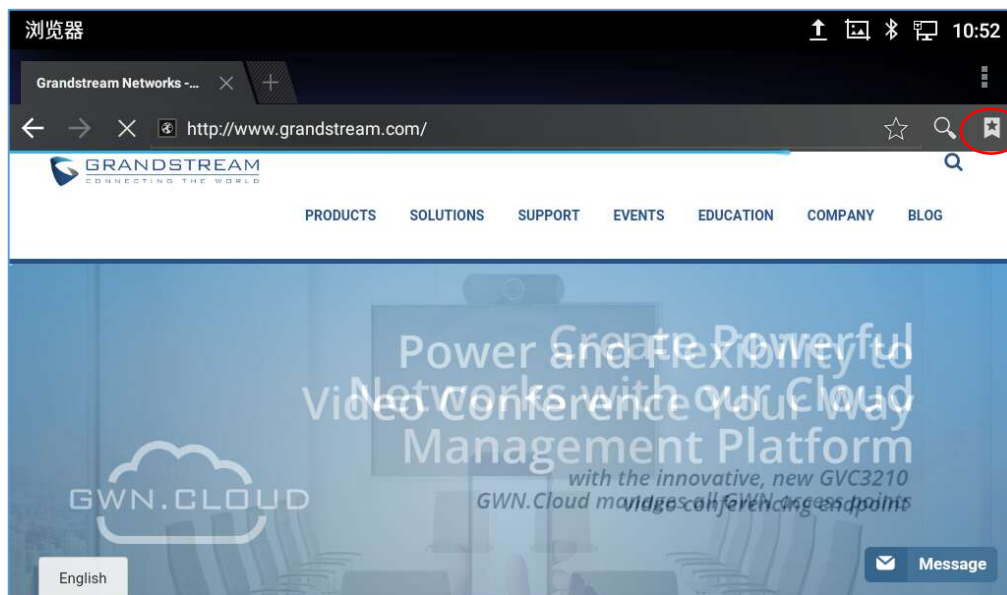 浏览器
10:52
Grandstream Networks -...
http://www.grandstream.com/
GRANDSTREAM
CONNECTING THE WORLD
PRODUCTS SOLUTIONS SUPPORT EVENTS EDUCATION COMPANY BLOG
Power and Flexibility to
Video Conference Your Way
Create Powerful
Networks with our Cloud
Management Platform
with the innovative, new GVC3210
video conferencing endpoint
GWN.Cloud manages all GWN access points
GWN.CLOUD
English
Message